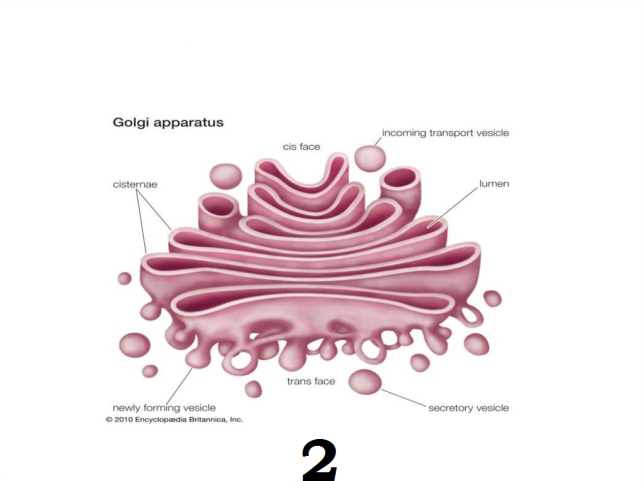 Golgi apparatus
incoming transport vesicle
cis face
cisternae
lumen
trans face
newly forming vesicle
secretory vesicle
© 2010 Encyclopædia Britannica, Inc.
2